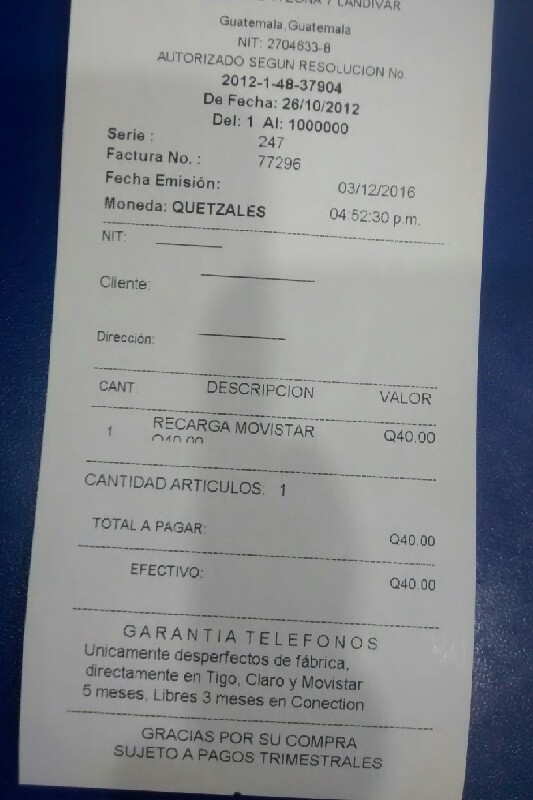 Y LANDIVAR
Guatemala,Guatemala
NIT: 2704633-8
AUTORIZADO SEGUN RESOLUCION No.
2012-1-48-37904
De Fecha: 26/10/2012
Del: 1 Al: 1000000
Serie : 247
Factura No. : 77296
Fecha Emisión: 03/12/2016
Moneda: QUETZALES 04:52:30 p.m.
NIT:
Cliente:
Dirección:
CANT DESCRIPCION VALOR
1 RECARGA MOVISTAR Q40.00
Q40.00
CANTIDAD ARTICULOS: 1
TOTAL A PAGAR: Q40.00
EFECTIVO: Q40.00
GARANTIA TELEFONOS
Unicamente desperfectos de fábrica,
directamente en Tigo, Claro y Movistar
5 meses, Libres 3 meses en Conection
GRACIAS POR SU COMPRA
SUJETO A PAGOS TRIMESTRALES